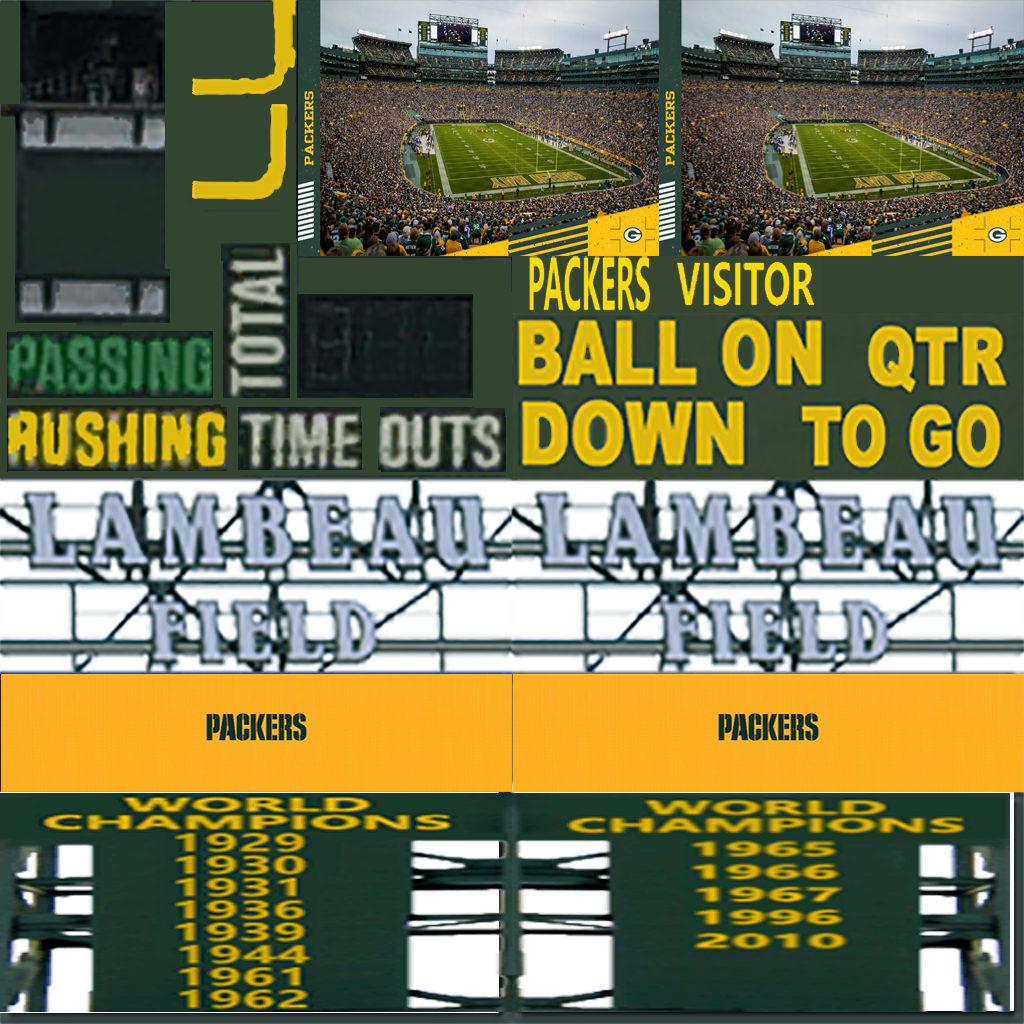 PACKERS
PACKERS
G
G
TOTAL
PASSING
RUSHING
TIME OUTS
PACKERS VISITOR
BALL ON QTR
DOWN TO GO
LAMBEAU
FIELD
LAMBEAU
FIELD
PACKERS
PACKERS
WORLD
CHAMPIONS
1929
1930
1931
1936
1939
1944
1961
1962
WORLD
CHAMPIONS
1965
1966
1967
1996
2010